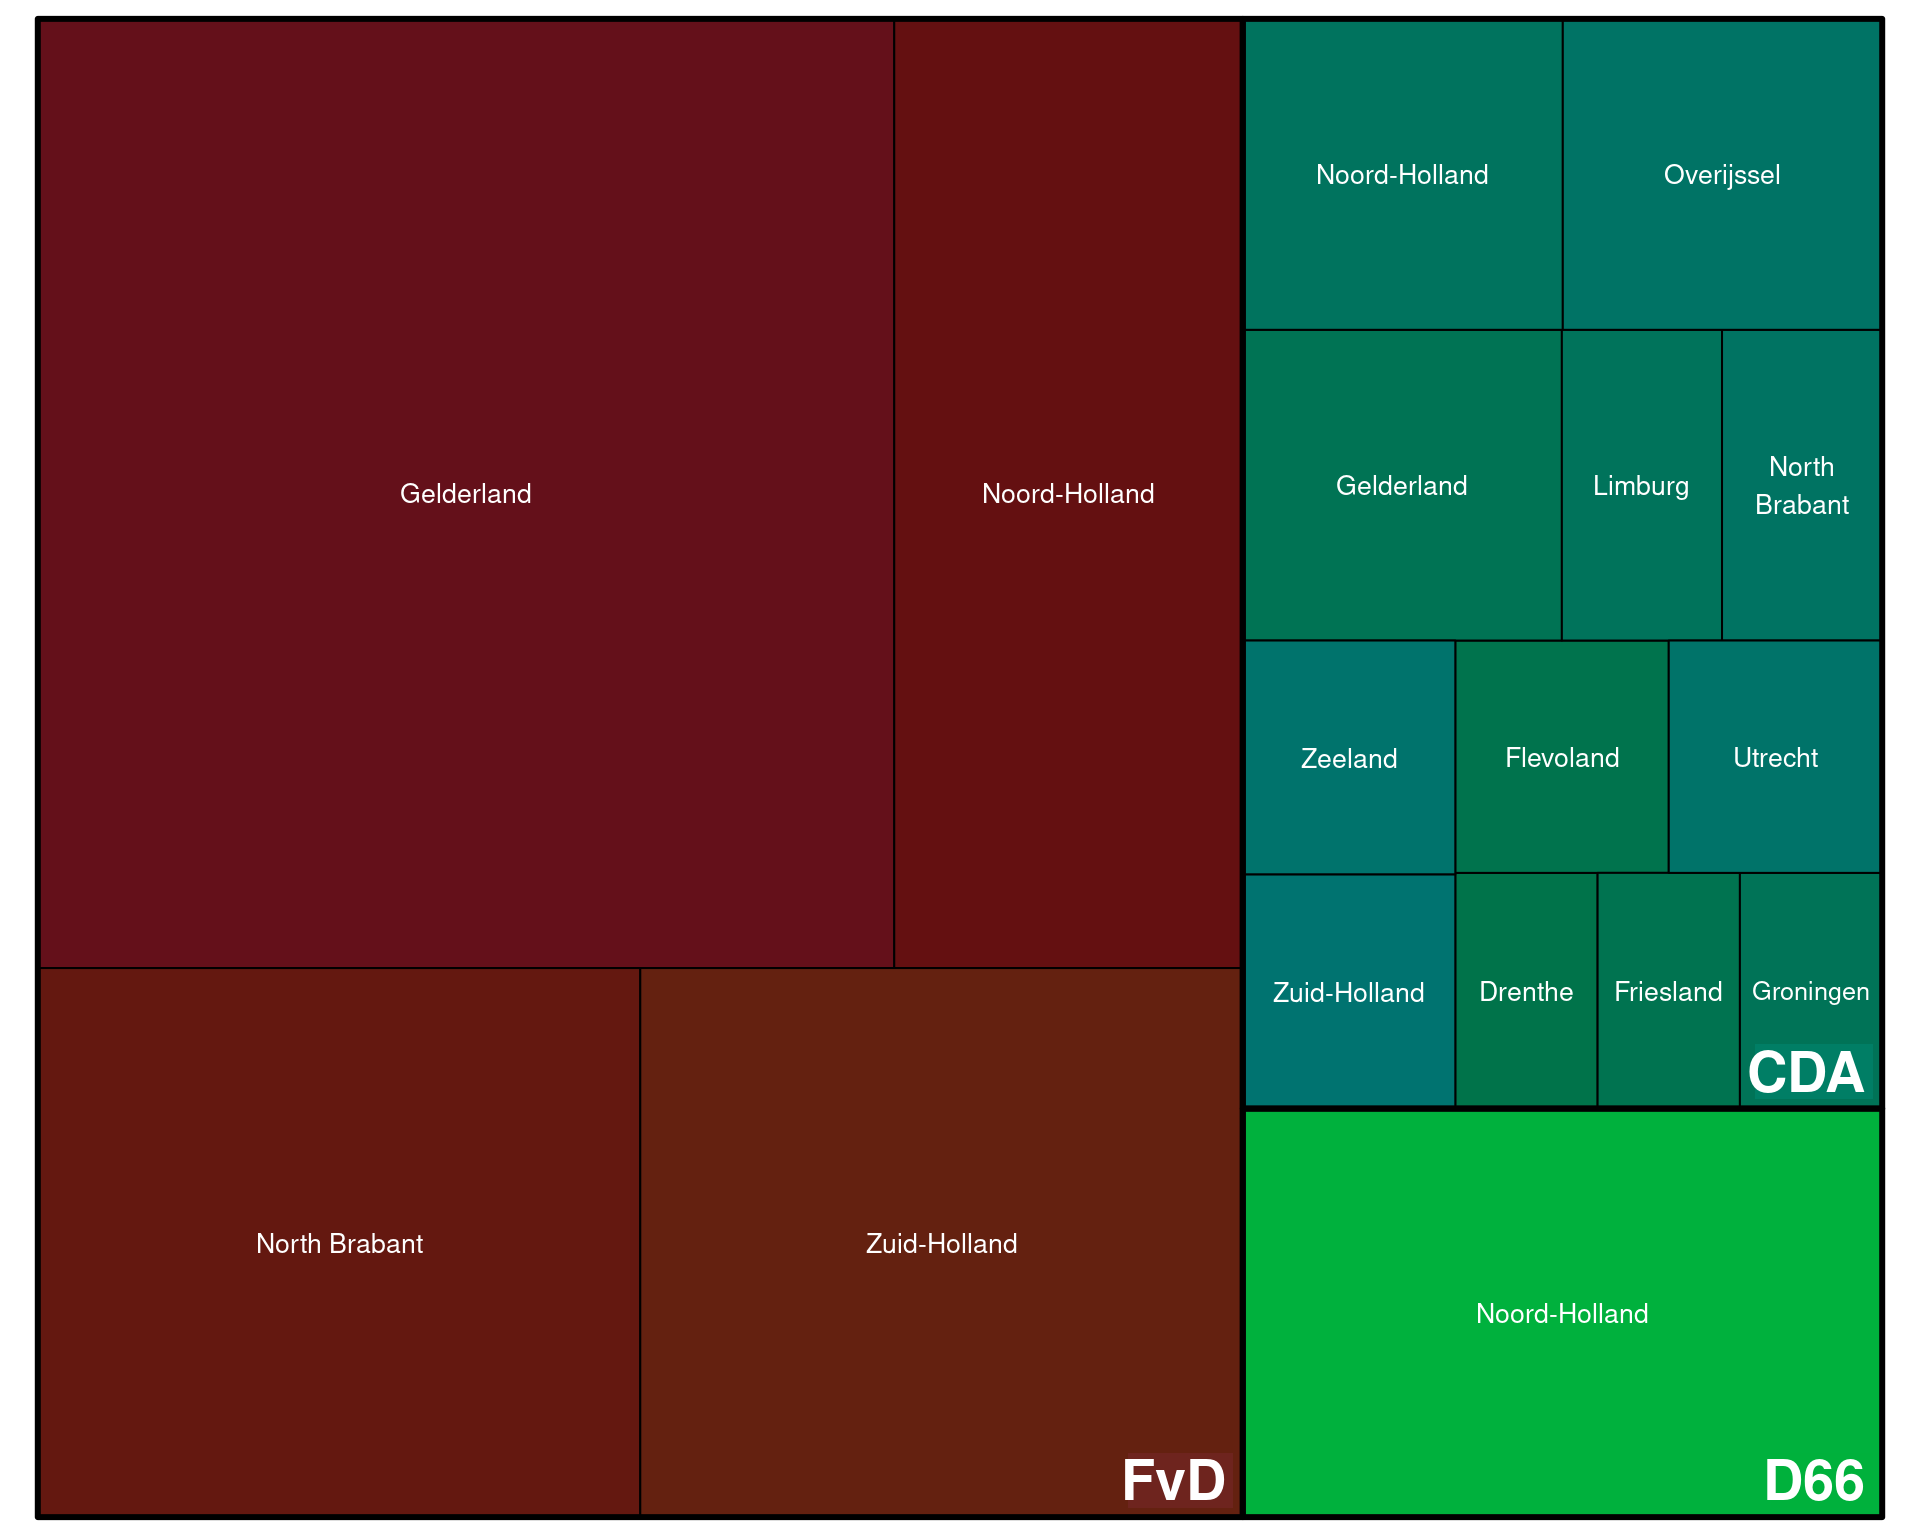 Gelderland
Noord-Holland
North Brabant
Zuid-Holland
FvD
Noord-Holland
Overijssel
Gelderland
Limburg
North
Brabant
Zeeland
Flevoland
Utrecht
Zuid-Holland
Drenthe
Friesland
Groningen
CDA
Noord-Holland
D66